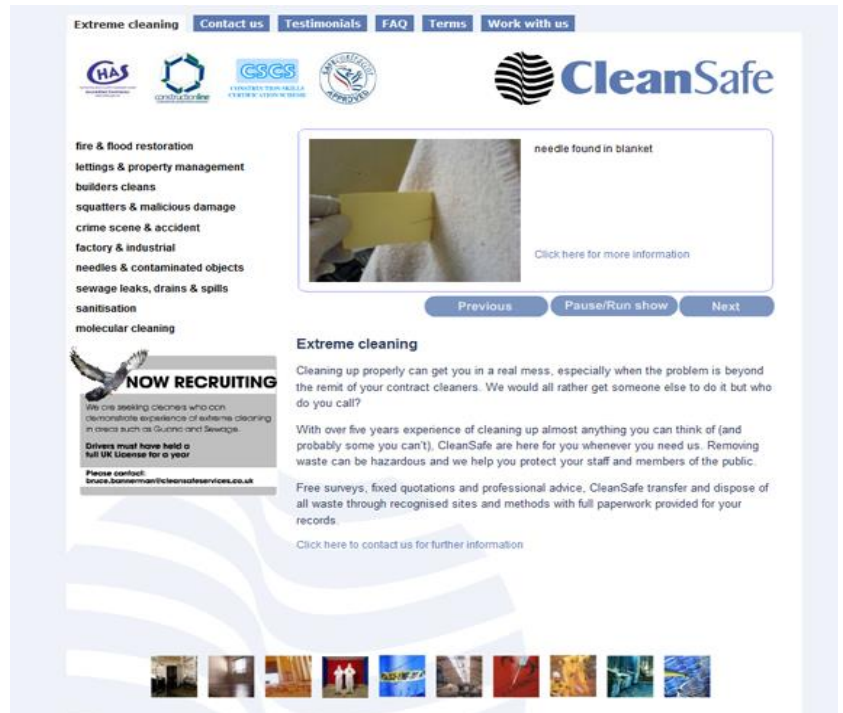 Extreme cleaning
Contact us
Testimonials
FAQ
Terms
Work with us
CHAS
constructionline
CSCS
CONSTRUCTION SKILLS
CERTIFICATION SCHEME
APPROVED
CleanSafe
fire & flood restoration
lettings & property management
builders cleans
squatters & malicious damage
crime scene & accident
factory & industrial
needles & contaminated objects
sewage leaks, drains & spills
sanitisation
molecular cleaning
needle found in blanket
Click here for more information
Previous
Pause/Run show
Next
NOW RECRUITING
We are seeking cleaners who can
demonstrate experience of extreme cleaning
in areas such as Guano and Sewage.
Drivers must have held a
full UK License for a year
Please contact:
bruce.bannerman@cleansafeservices.co.uk
Extreme cleaning
Cleaning up properly can get you in a real mess, especially when the problem is beyond
the remit of your contract cleaners. We would all rather get someone else to do it but who
do you call?
With over five years experience of cleaning up almost anything you can think of (and
probably some you can't), CleanSafe are here for you whenever you need us. Removing
waste can be hazardous and we help you protect your staff and members of the public.
Free surveys, fixed quotations and professional advice, CleanSafe transfer and dispose of
all waste through recognised sites and methods with full paperwork provided for your
records.
Click here to contact us for further information